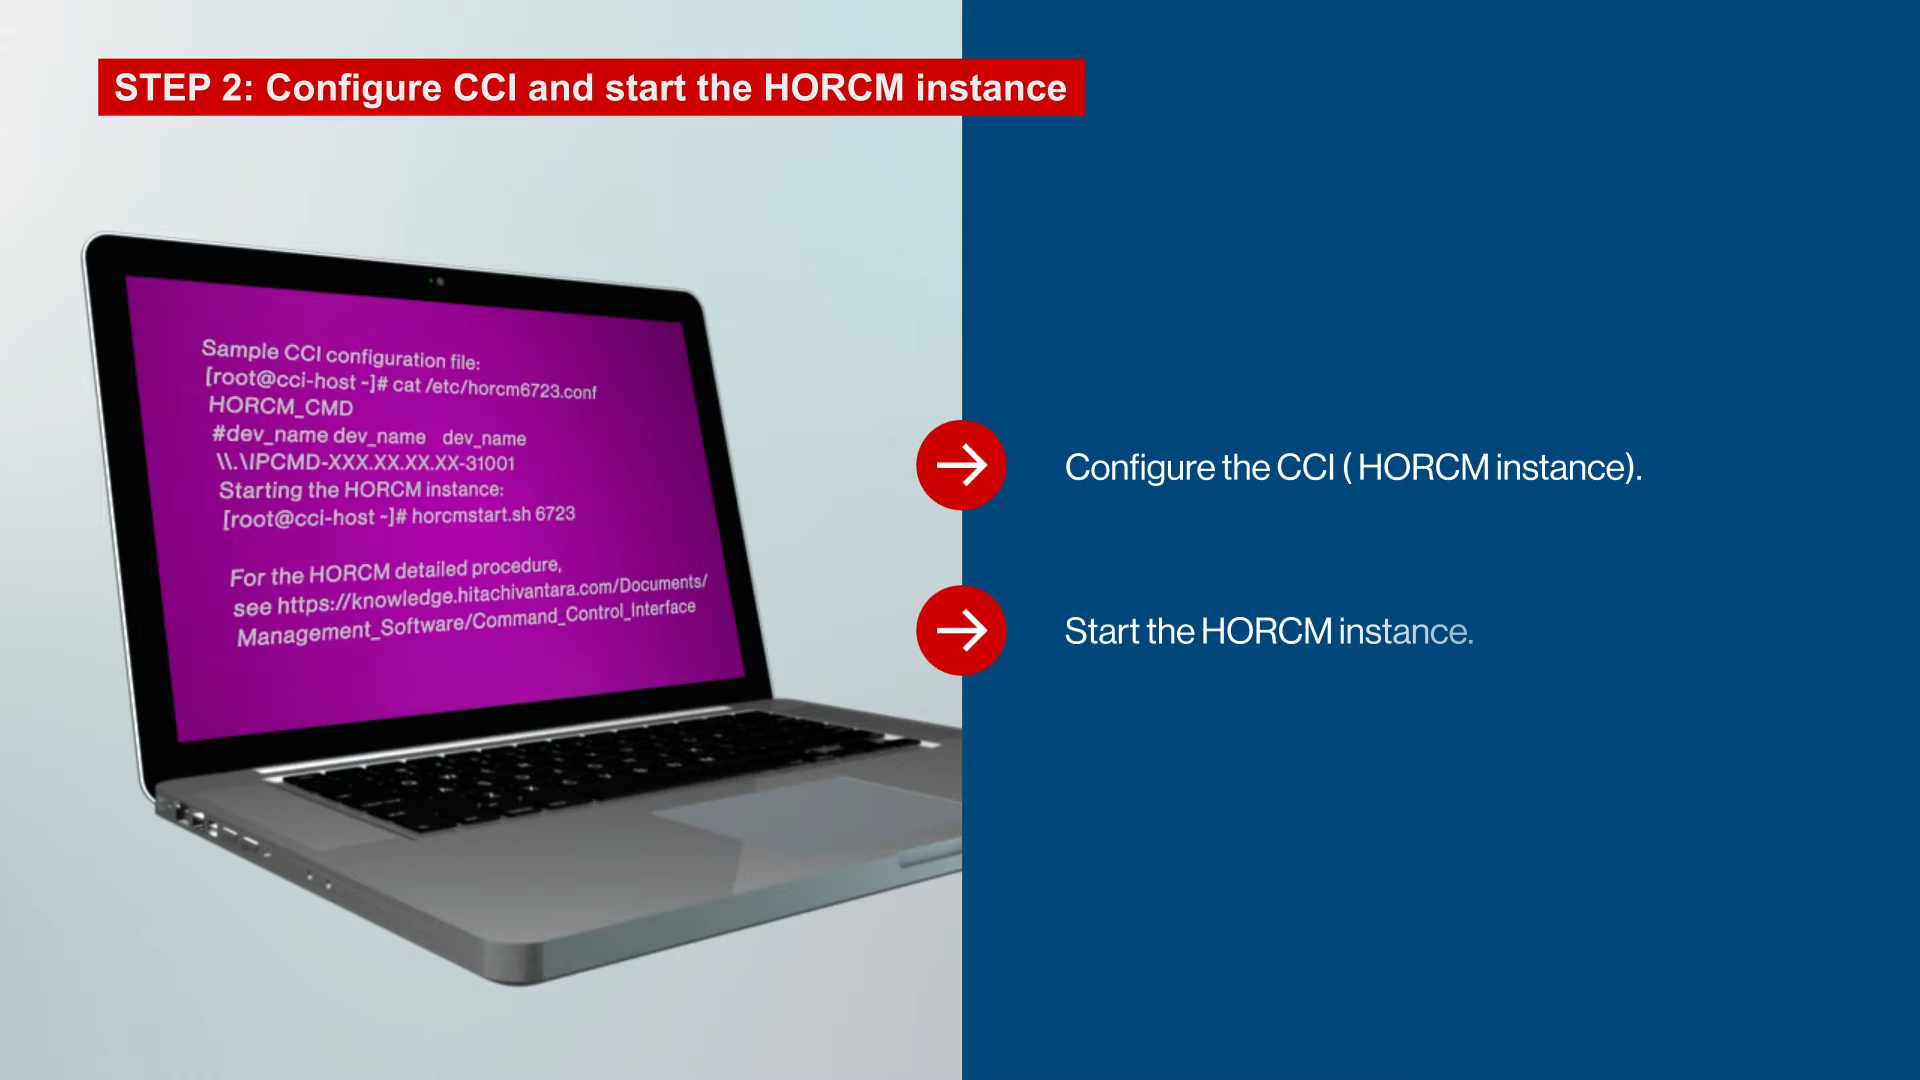 STEP 2: Configure CCI and start the HORCM instance
Sample CCI configuration file:
[root@cci-host ~]# cat /etc/horcm6723.conf
HORCM_CMD
#dev_name dev_name dev_name
\\.\IPCMD-XXX.XX.XX.XX-31001
Starting the HORCM instance:
[root@cci-host ~]# horcmstart.sh 6723
For the HORCM detailed procedure,
see https://knowledge.hitachivantara.com/Documents/
Management_Software/Command_Control_Interface
Configure the CCI ( HORCM instance).
Start the HORCM instance.